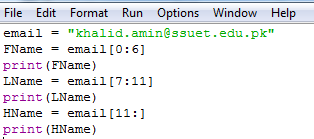 File Edit Format Run Options Window Help
email = "khalid.amin@ssuet.edu.pk"
FName = email[0:6]
print(FName)
LName = email[7:11]
print(LName)
HName = email[11:]
print(HName)